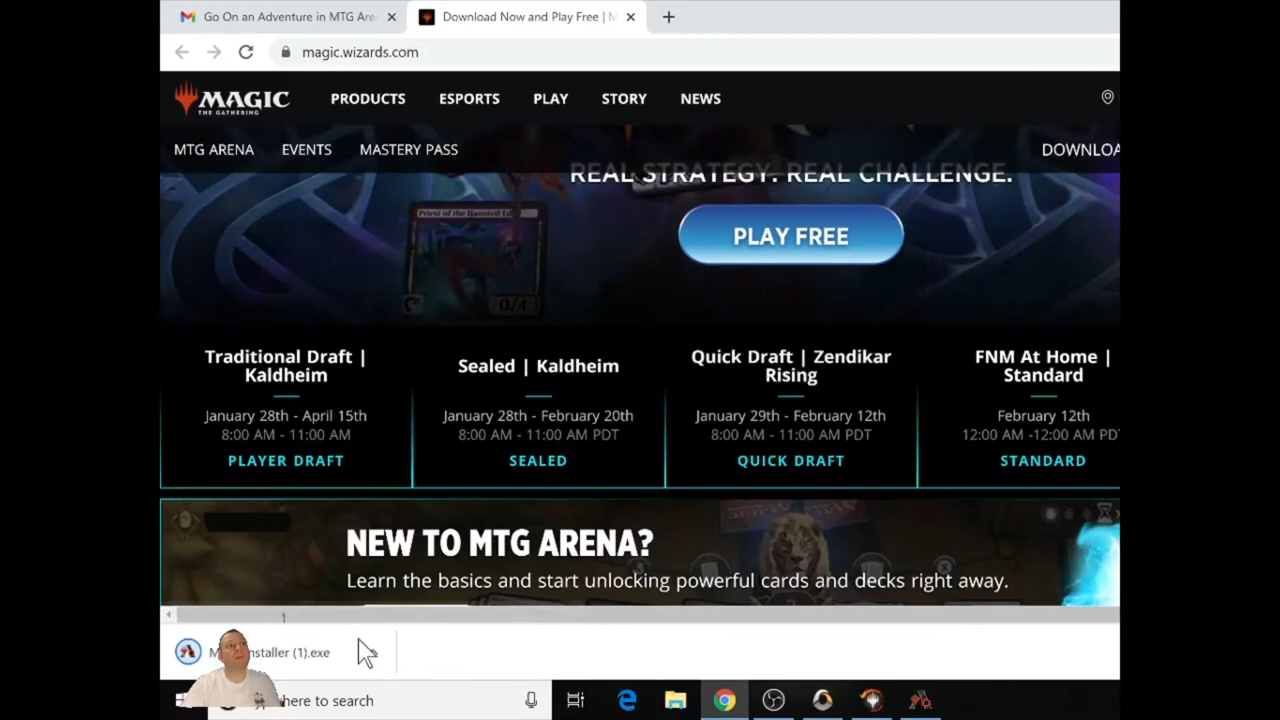 Go On an Adventure in MTG Are
Download Now and Play Free | M
magic.wizards.com
MAGIC
THE GATHERING
PRODUCTS
ESPORTS
PLAY
STORY
NEWS
MTG ARENA
EVENTS
MASTERY PASS
DOWNLOA
REAL STRATEGY. REAL CHALLENGE.
Priest of the Haunted
0/4
PLAY FREE
Traditional Draft |
Kaldheim
January 28th - April 15th
8:00 AM - 11:00 AM
PLAYER DRAFT
Sealed | Kaldheim
January 28th - February 20th
8:00 AM - 11:00 AM PDT
SEALED
Quick Draft | Zendikar
Rising
January 29th - February 12th
8:00 AM - 11:00 AM PDT
QUICK DRAFT
FNM At Home |
Standard
February 12th
12:00 AM -12:00 AM PD
STANDARD
NEW TO MTG ARENA?
Learn the basics and start unlocking powerful cards and decks right away.
nstaller (1).exe
here to search